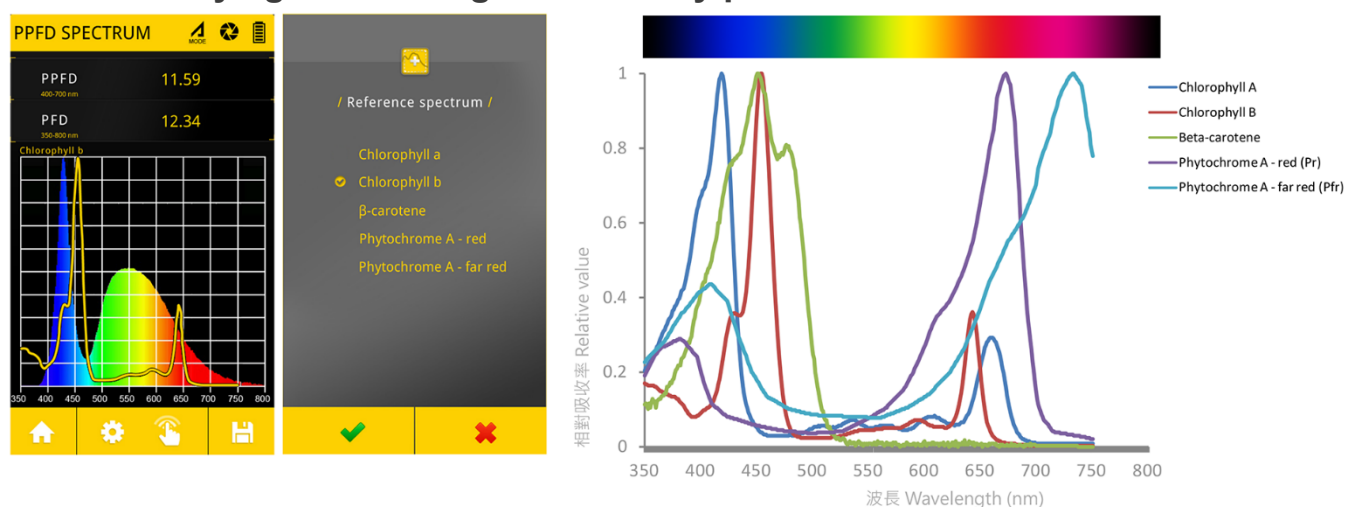 PPFD SPECTRUM
MODE
PPFD
400-700 nm
11.59
PFD
350-800 nm
12.34
Chlorophyll b
350 400 450 500 550 600 650 700 750 800
/ Reference spectrum /
Chlorophyll a
Chlorophyll b
β-carotene
Phytochrome A - red
Phytochrome A - far red
1
0.8
0.6
0.4
0.2
0
相對吸收率 Relative value
350 400 450 500 550 600 650 700 750 800
波長 Wavelength (nm)
Chlorophyll A
Chlorophyll B
Beta-carotene
Phytochrome A - red (Pr)
Phytochrome A - far red (Pfr)